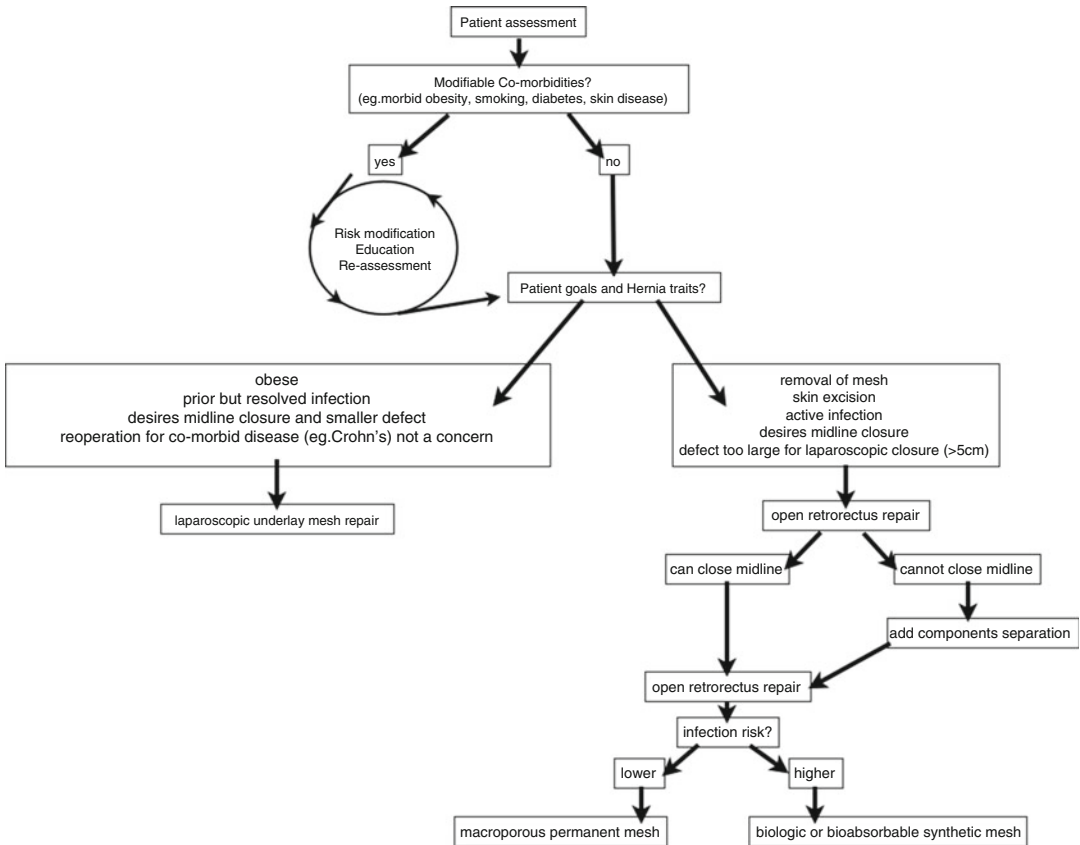 Patient assessment
Modifiable Co-morbidities?
(eg.morbid obesity, smoking, diabetes, skin disease)
yes
no
Risk modification
Education
Re-assessment
Patient goals and Hernia traits?
obese
prior but resolved infection
desires midline closure and smaller defect
reoperation for co-morbid disease (eg.Crohn's) not a concern
laparoscopic underlay mesh repair
removal of mesh
skin excision
active infection
desires midline closure
defect too large for laparoscopic closure (>5cm)
open retrorectus repair
can close midline
cannot close midline
add components separation
open retrorectus repair
infection risk?
lower
higher
macroporous permanent mesh
biologic or bioabsorbable synthetic mesh